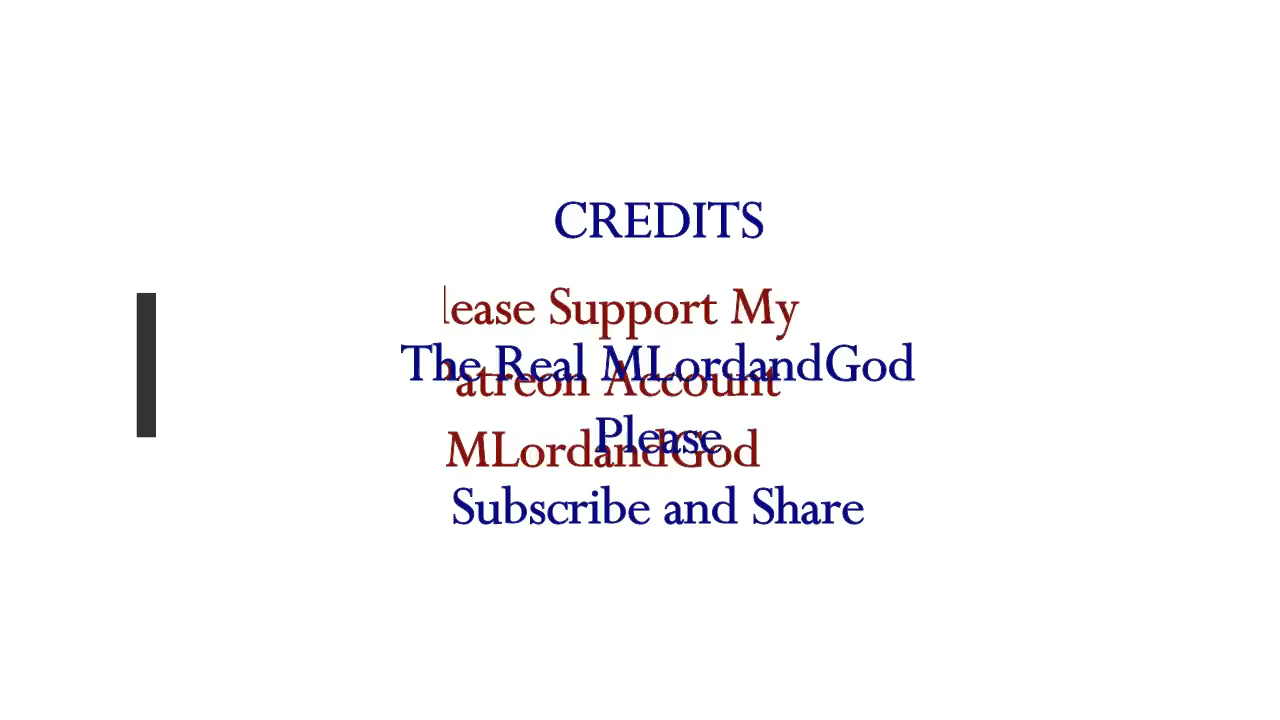 CREDITS
lease Support My
The Real MLordandGod
atreon Account
Please
MLordandGod
Subscribe and Share